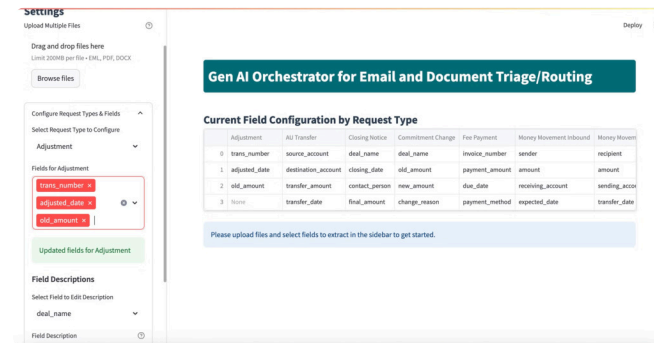 Settings
Upload Multiple Files
Drag and drop files here
Limit 200MB per file • EML, PDF, DOCX
Browse files
Configure Request Types & Fields
Select Request Type to Configure
Adjustment
Fields for Adjustment
trans_number ×
adjusted_date ×
old_amount ×
Updated fields for Adjustment
Field Descriptions
Select Field to Edit Description
deal_name
Field Description
Deploy
Gen AI Orchestrator for Email and Document Triage/Routing
Current Field Configuration by Request Type
Adjustment AU Transfer Closing Notice Commitment Change Fee Payment Money Movement Inbound Money Movem
0 trans_number source_account deal_name deal_name invoice_number sender recipient
1 adjusted_date destination_account closing_date old_amount payment_amount amount amount
2 old_amount transfer_amount contact_person new_amount due_date receiving_account sending_accou
3 None transfer_date final_amount change_reason payment_method expected_date transfer_date
Please upload files and select fields to extract in the sidebar to get started.